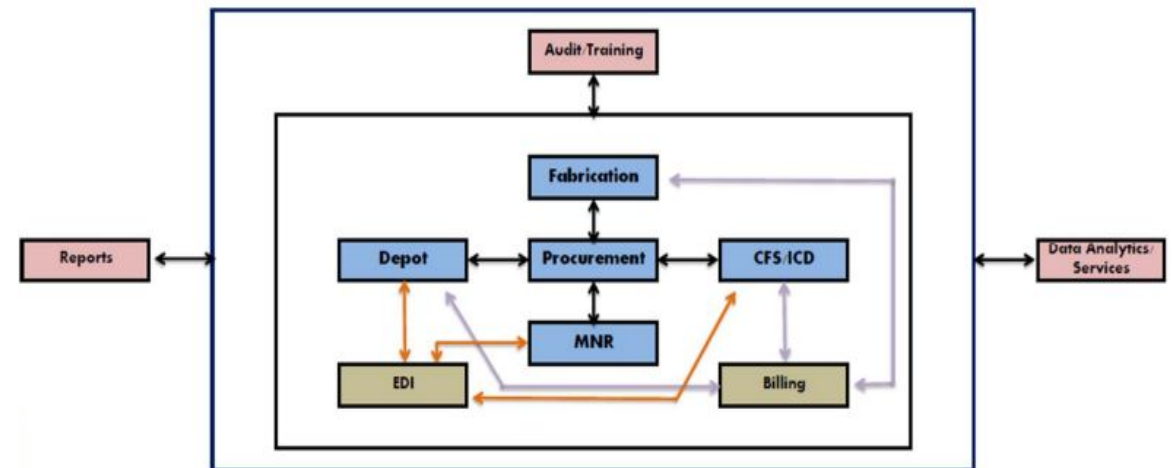 Audit/Training
Fabrication
Reports
Depot
Procurement
CFS/ICD
Data Analytics/
Services
MNR
EDI
Billing